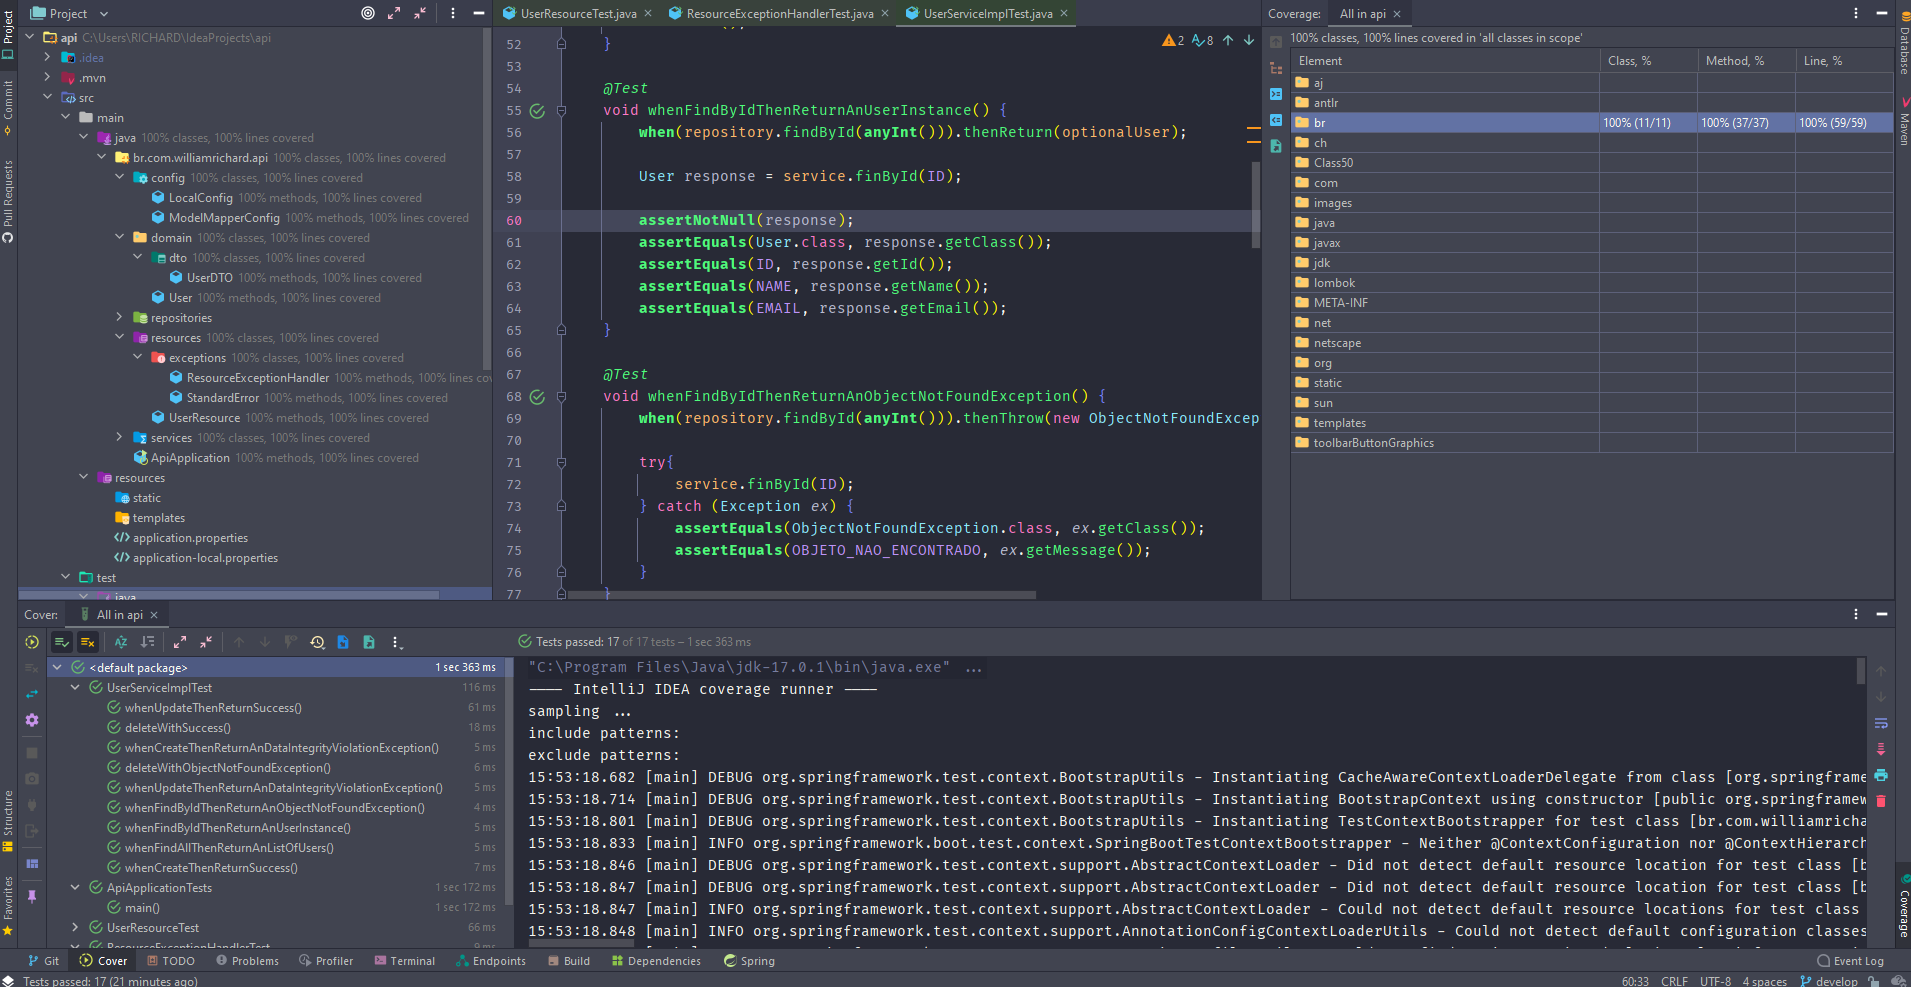 Project
UserResourceTest.java
ResourceExceptionHandlerTest.java
UserServiceImplTest.java
Coverage:
All in api
Project
Commit
Pull Requests
Structure
Favorites
api C:\Users\RICHARD\IdeaProjects\api
.idea
.mvn
src
main
java 100% classes, 100% lines covered
br.com.williamrichard.api 100% classes, 100% lines covered
config 100% classes, 100% lines covered
LocalConfig 100% methods, 100% lines covered
ModelMapperConfig 100% methods, 100% lines covered
domain 100% classes, 100% lines covered
dto 100% classes, 100% lines covered
UserDTO 100% methods, 100% lines covered
User 100% methods, 100% lines covered
repositories
resources 100% classes, 100% lines covered
exceptions 100% classes, 100% lines covered
ResourceExceptionHandler 100% methods, 100% lines cov
StandardError 100% methods, 100% lines covered
UserResource 100% methods, 100% lines covered
services 100% classes, 100% lines covered
ApiApplication 100% methods, 100% lines covered
resources
static
templates
application.properties
application-local.properties
test
java
2 8
52 }
53
54 @Test
55 void whenFindByIdThenReturnAnUserInstance() {
56 when(repository.findById(anyInt())).thenReturn(optionalUser);
57
58 User response = service.finById(ID);
59
60 assertNotNull(response);
61 assertEquals(User.class, response.getClass());
62 assertEquals(ID, response.getId());
63 assertEquals(NAME, response.getName());
64 assertEquals(EMAIL, response.getEmail());
65 }
66
67 @Test
68 void whenFindByIdThenReturnAnObjectNotFoundException() {
69 when(repository.findById(anyInt())).thenThrow(new ObjectNotFoundExcep
70
71 try{
72 service.finById(ID);
73 } catch (Exception ex) {
74 assertEquals(ObjectNotFoundException.class, ex.getClass());
75 assertEquals(OBJETO_NAO_ENCONTRADO, ex.getMessage());
76 }
77 }
100% classes, 100% lines covered in 'all classes in scope'
Element Class, % Method, % Line, %
aj
antlr
br 100% (11/11) 100% (37/37) 100% (59/59)
ch
Class50
com
images
java
javax
jdk
lombok
META-INF
net
netscape
org
static
sun
templates
toolbarButtonGraphics
Database
Maven
Coverage
Cover: All in api
Tests passed: 17 of 17 tests – 1 sec 363 ms
<default package> 1 sec 363 ms
UserServiceImplTest 116 ms
whenUpdateThenReturnSuccess() 61 ms
deleteWithSuccess() 18 ms
whenCreateThenReturnAnDataIntegrityViolationException() 5 ms
deleteWithObjectNotFoundException() 6 ms
whenUpdateThenReturnAnDataIntegrityViolationException() 5 ms
whenFindByIdThenReturnAnObjectNotFoundException() 4 ms
whenFindByIdThenReturnAnUserInstance() 5 ms
whenFindAllThenReturnAnListOfUsers() 5 ms
whenCreateThenReturnSuccess() 7 ms
ApiApplicationTests 1 sec 172 ms
main() 1 sec 172 ms
UserResourceTest 66 ms
ResourceExceptionHandlerTest 9 ms
"C:\Program Files\Java\jdk-17.0.1\bin\java.exe" ...
---- IntelliJ IDEA coverage runner ----
sampling ...
include patterns:
exclude patterns:
15:53:18.682 [main] DEBUG org.springframework.test.context.BootstrapUtils - Instantiating CacheAwareContextLoaderDelegate from class [org.springframe
15:53:18.714 [main] DEBUG org.springframework.test.context.BootstrapUtils - Instantiating BootstrapContext using constructor [public org.springframew
15:53:18.801 [main] DEBUG org.springframework.test.context.BootstrapUtils - Instantiating TestContextBootstrapper for test class [br.com.williamricha
15:53:18.833 [main] INFO org.springframework.boot.test.context.SpringBootTestContextBootstrapper - Neither @ContextConfiguration nor @ContextHierarch
15:53:18.846 [main] DEBUG org.springframework.test.context.support.AbstractContextLoader - Did not detect default resource location for test class [b
15:53:18.847 [main] DEBUG org.springframework.test.context.support.AbstractContextLoader - Did not detect default resource location for test class [b
15:53:18.847 [main] INFO org.springframework.test.context.support.AbstractContextLoader - Could not detect default resource locations for test class
15:53:18.848 [main] INFO org.springframework.test.context.support.AnnotationConfigContextLoaderUtils - Could not detect default configuration classes
Git Cover TODO Problems Profiler Terminal Endpoints Build Dependencies Spring Event Log
Tests passed: 17 (21 minutes ago) 60:33 CRLF UTF-8 4 spaces develop